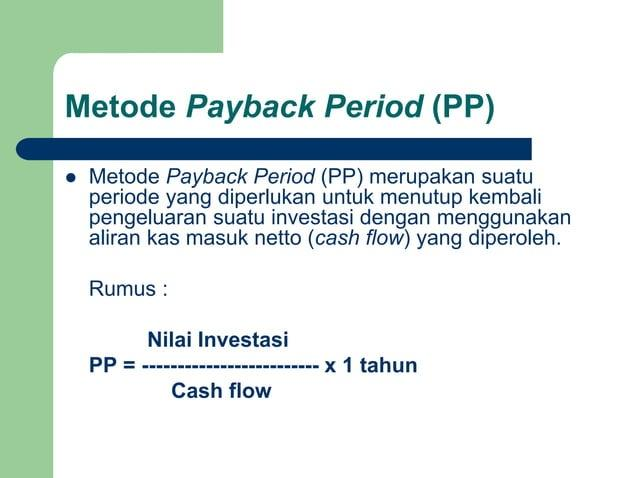 Metode Payback Period (PP)
● Metode Payback Period (PP) merupakan suatu
periode yang diperlukan untuk menutup kembali
pengeluaran suatu investasi dengan menggunakan
aliran kas masuk netto (cash flow) yang diperoleh.
Rumus :
Nilai Investasi
PP = ------------------------- x 1 tahun
Cash flow